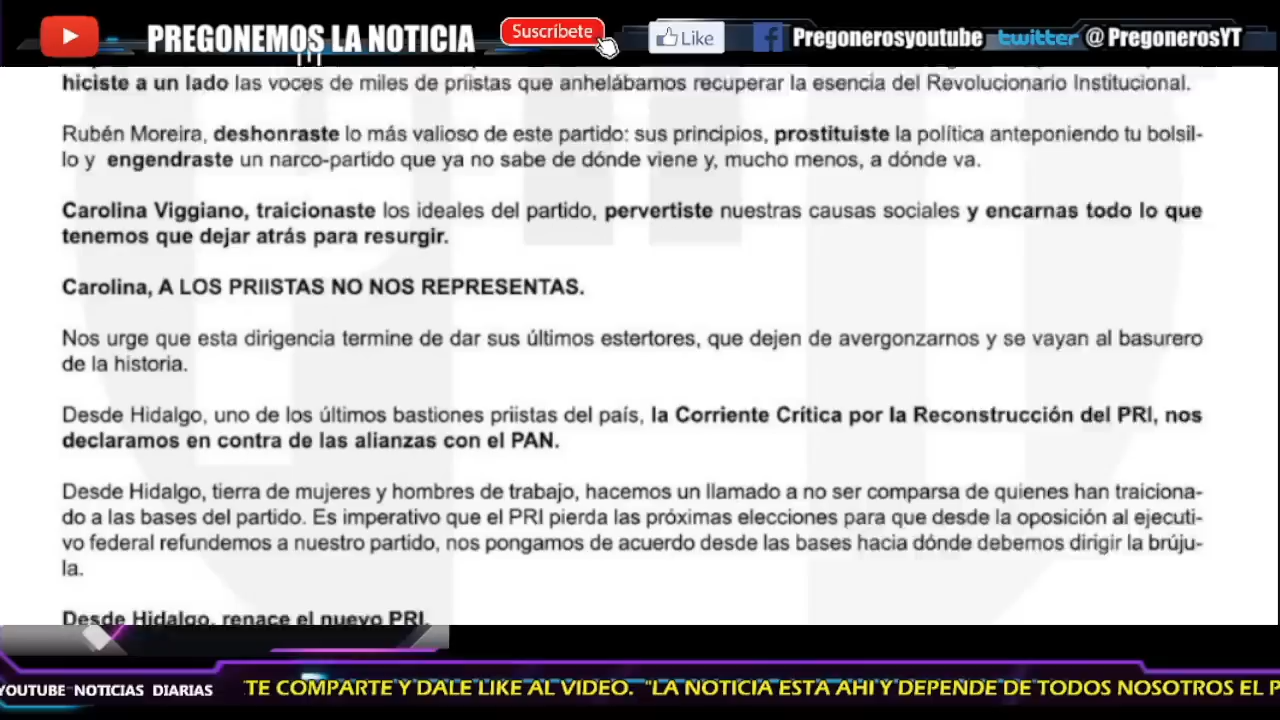 PREGONEMOS LA NOTICIA
Suscríbete
Like
Pregonerosyoutube
twitter
@PregonerosYT
hiciste a un lado las voces de miles de priistas que anhelábamos recuperar la esencia del Revolucionario Institucional.
Rubén Moreira, deshonraste lo más valioso de este partido: sus principios, prostituiste la política anteponiendo tu bolsil-
lo y engendraste un narco-partido que ya no sabe de dónde viene y, mucho menos, a dónde va.
Carolina Viggiano, traicionaste los ideales del partido, pervertiste nuestras causas sociales y encarnas todo lo que
tenemos que dejar atrás para resurgir.
Carolina, A LOS PRIISTAS NO NOS REPRESENTAS.
Nos urge que esta dirigencia termine de dar sus últimos estertores, que dejen de avergonzarnos y se vayan al basurero
de la historia.
Desde Hidalgo, uno de los últimos bastiones priistas del país, la Corriente Crítica por la Reconstrucción del PRI, nos
declaramos en contra de las alianzas con el PAN.
Desde Hidalgo, tierra de mujeres y hombres de trabajo, hacemos un llamado a no ser comparsa de quienes han traiciona-
do a las bases del partido. Es imperativo que el PRI pierda las próximas elecciones para que desde la oposición al ejecuti-
vo federal refundemos a nuestro partido, nos pongamos de acuerdo desde las bases hacia dónde debemos dirigir la brúju-
la.
Desde Hidalgo, renace el nuevo PRI.
YOUTUBE NOTICIAS DIARIAS
TE COMPARTE Y DALE LIKE AL VIDEO. "LA NOTICIA ESTA AHI Y DEPENDE DE TODOS NOSOTROS EL P